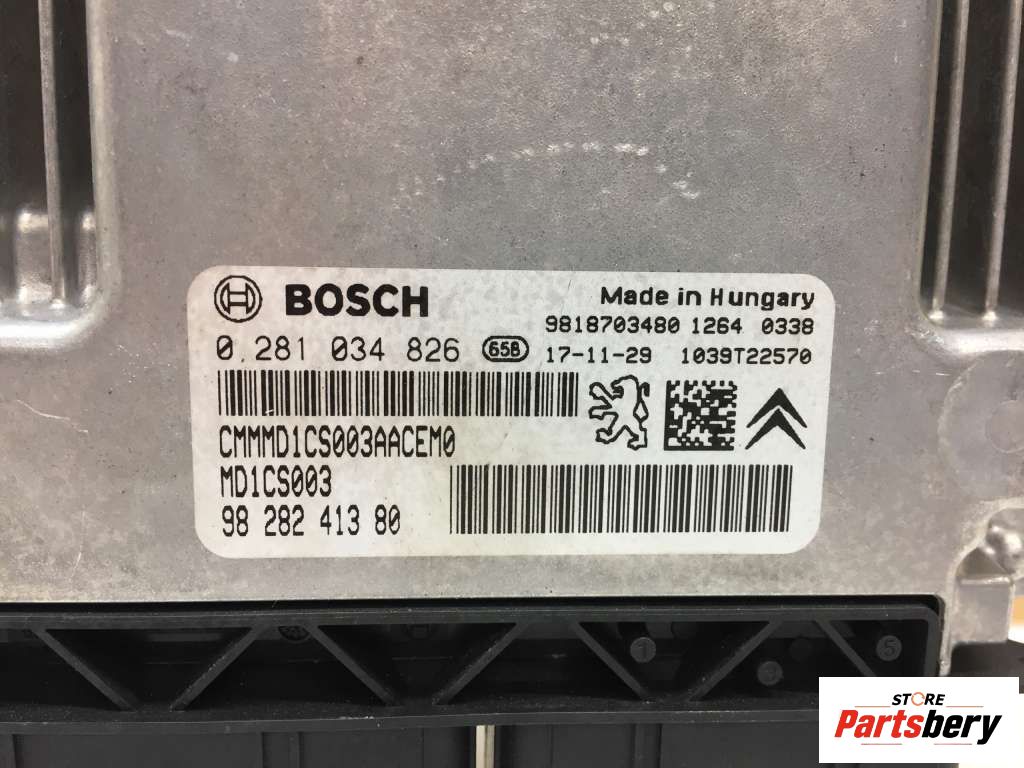 BOSCH
Made in Hungary
9818703480 1264 0338
0 281 034 826 65B 17-11-29 1039T22570
CMMMD1CS003AACEM0
MD1CS003
98 282 413 80
1
5
STORE
Partsbery